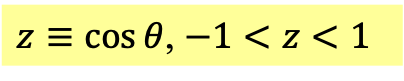 z ≡ cos θ, −1 < z < 1